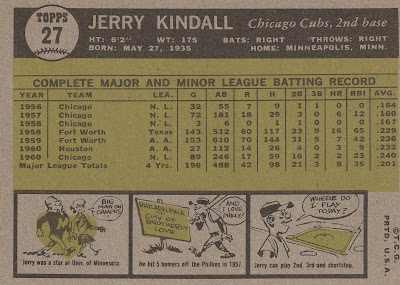 TOPPS
27
JERRY KINDALL
Chicago Cubs, 2nd base
HT: 6'2" WT: 175 BATS: RIGHT THROWS: RIGHT
BORN: MAY 27, 1935 HOME: MINNEAPOLIS, MINN.
COMPLETE MAJOR AND MINOR LEAGUE BATTING RECORD
YEAR TEAM LEA. G AB R H 2B 3B HR RBI AVG.
1956 Chicago N. L. 32 55 7 9 1 1 0 0 .164
1957 Chicago N. L. 72 181 18 29 3 0 6 12 .160
1958 Chicago N. L. 3 6 0 1 1 0 0 0 .167
1958 Fort Worth Texas 143 512 60 117 23 9 16 65 .229
1959 Fort Worth A. A. 153 610 70 144 31 5 7 42 .236
1960 Houston A. A. 27 112 14 26 4 0 3 9 .232
1960 Chicago N. L. 89 246 17 59 16 2 2 23 .240
Major League Totals 4 Yrs. 196 488 42 98 21 3 8 35 .201
BIG MAN ON CAMPUS
Jerry was a star at Univ. of Minnesota.
PHILADELPHIA
CITY OF BROTHERLY LOVE
AND I LOVE PHILLY!
He hit 5 homers off the Phillies in 1957.
WHERE DO I PLAY TODAY?
Jerry can play 2nd, 3rd and shortstop.
©T.C.G.
PRTD. U.S.A.